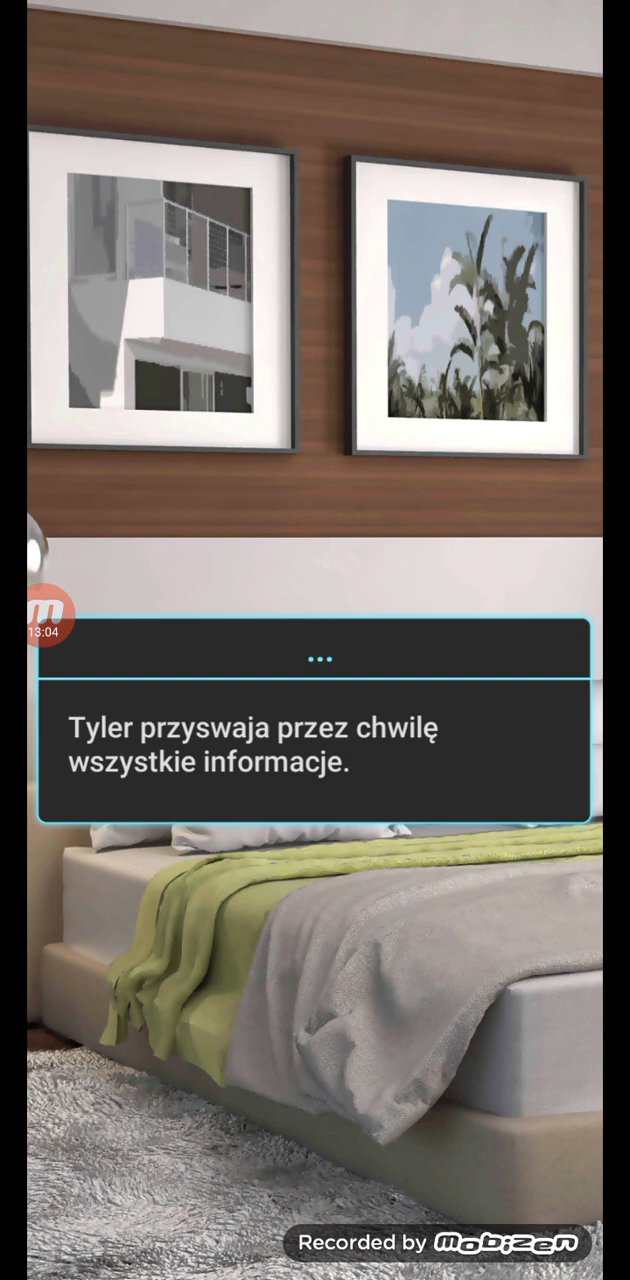 m
13:04
...
Tyler przyswaja przez chwilę
wszystkie informacje.
Recorded by mobizen